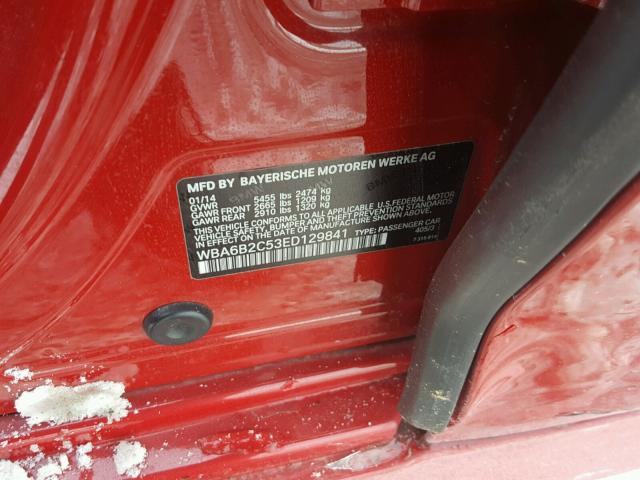 MFD BY BAYERISCHE MOTOREN WERKE AG
01/14
GVWR 5455 lbs 2474 kg
GAWR FRONT 2665 lbs 1209 kg
GAWR REAR 2910 lbs 1320 kg
THIS VEHICLE CONFORMS TO ALL APPLICABLE U.S.FEDERAL MOTOR
VEHICLE SAFETY, BUMPER, AND THEFT PREVENTION STANDARDS
IN EFFECT ON THE DATE OF MANUFACTURE SHOWN ABOVE.
WBA6B2C53ED129841 TYPE: PASSENGER CAR
405/3